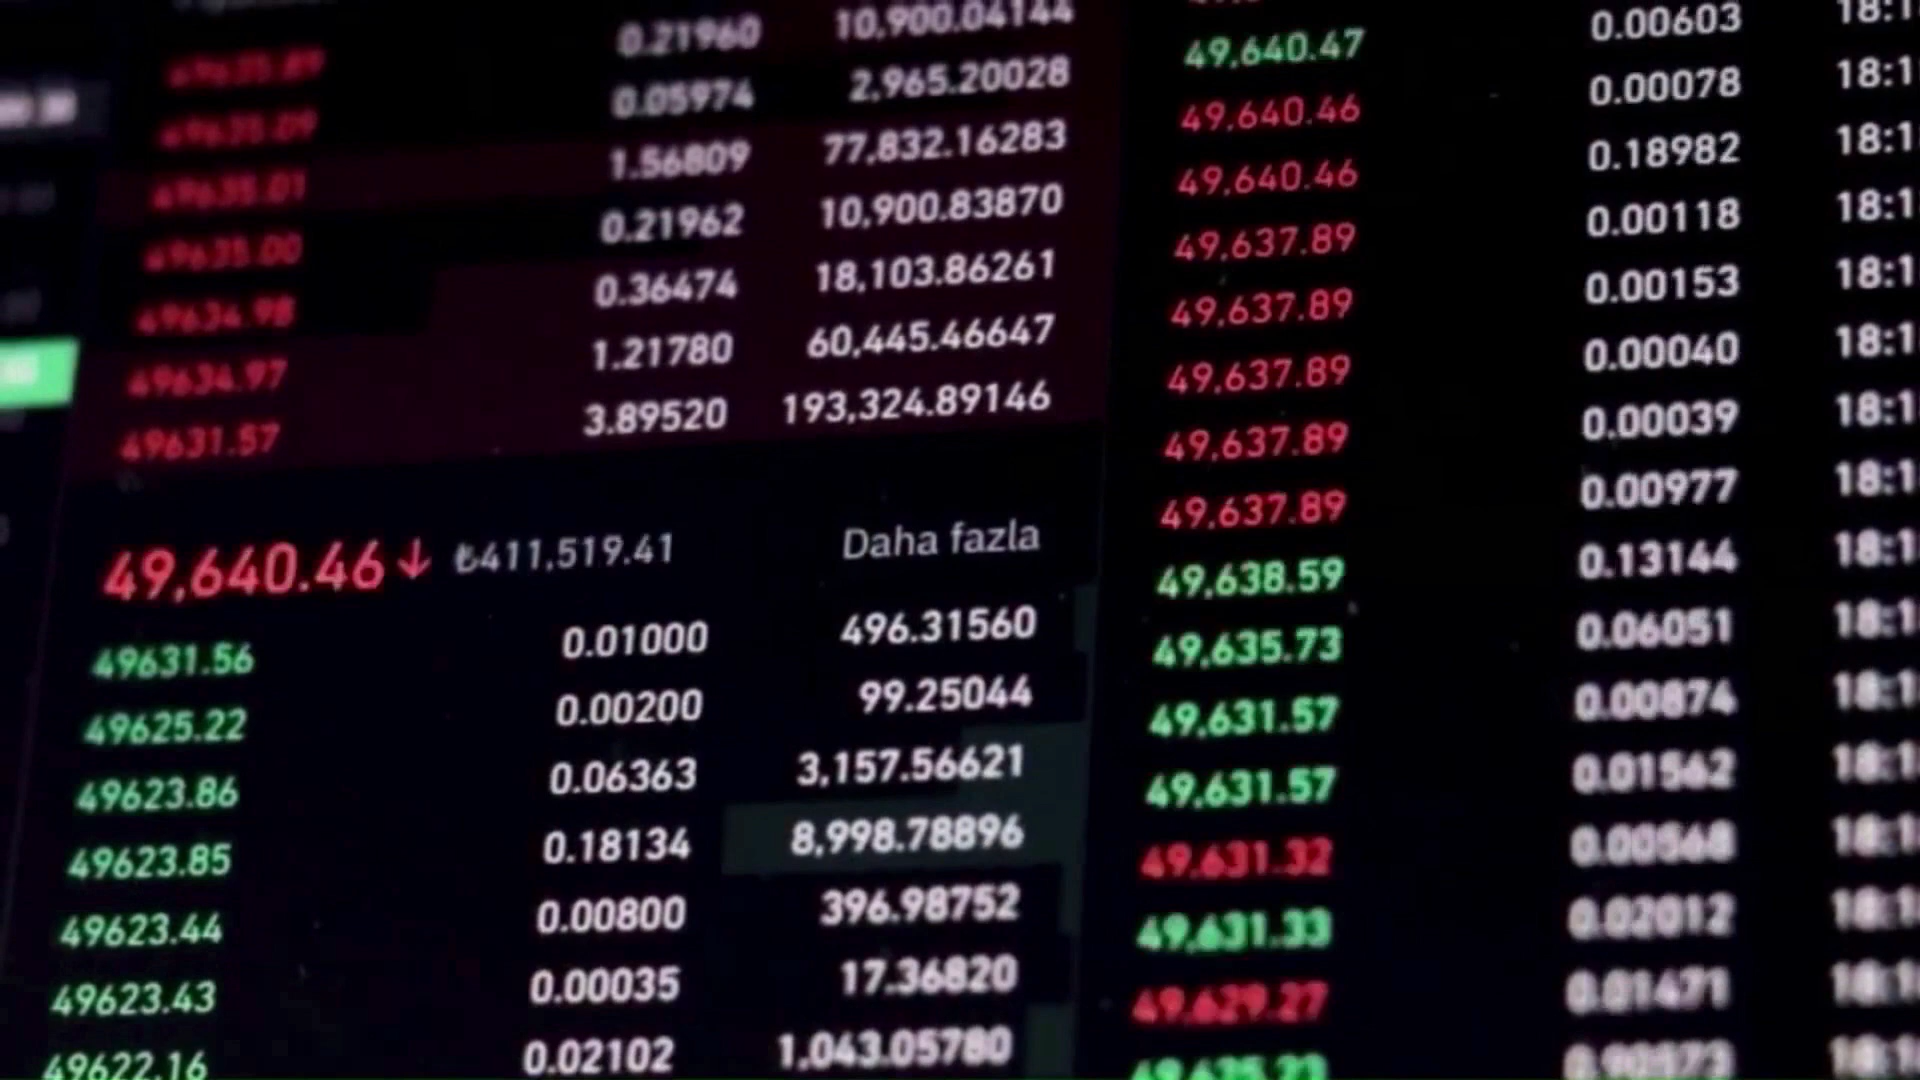 0.21960 10,900.04144
49635.89 0.05974 2,965.20028
49635.09 1.56809 77,832.16283
49635.01 0.21962 10,900.83870
49635.00 0.36474 18,103.86261
49634.98 1.21780 60,445.46647
49634.97 3.89520 193,324.89146
49631.57
49,640.46↓ ₺411,519.41 Daha fazla
49631.56 0.01000 496.31560
49625.22 0.00200 99.25044
49623.86 0.06363 3,157.56621
49623.85 0.18134 8,998.78896
49623.44 0.00800 396.98752
49623.43 0.00035 17.36820
49622.16 0.02102 1,043.05780
49,640.47 0.00603 18:1
49,640.46 0.00078 18:1
49,640.46 0.18982 18:1
49,637.89 0.00118 18:1
49,637.89 0.00153 18:1
49,637.89 0.00040 18:1
49,637.89 0.00039 18:1
49,637.89 0.00977 18:1
49,638.59 0.13144 18:1
49,635.73 0.06051 18:1
49,631.57 0.00874 18:1
49,631.57 0.01562 18:1
49,631.32 0.00568 18:1
49,631.33 0.02012 18:1
49,629.27 0.01471 18:1